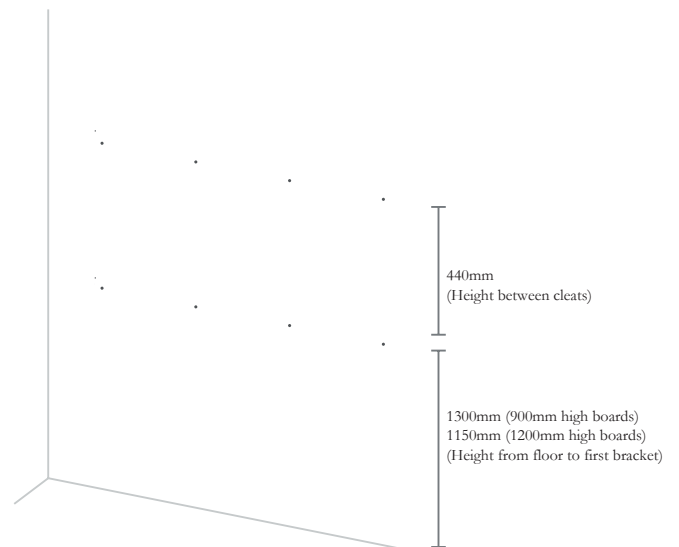 440mm
(Height between cleats)
1300mm (900mm high boards)
1150mm (1200mm high boards)
(Height from floor to first bracket)